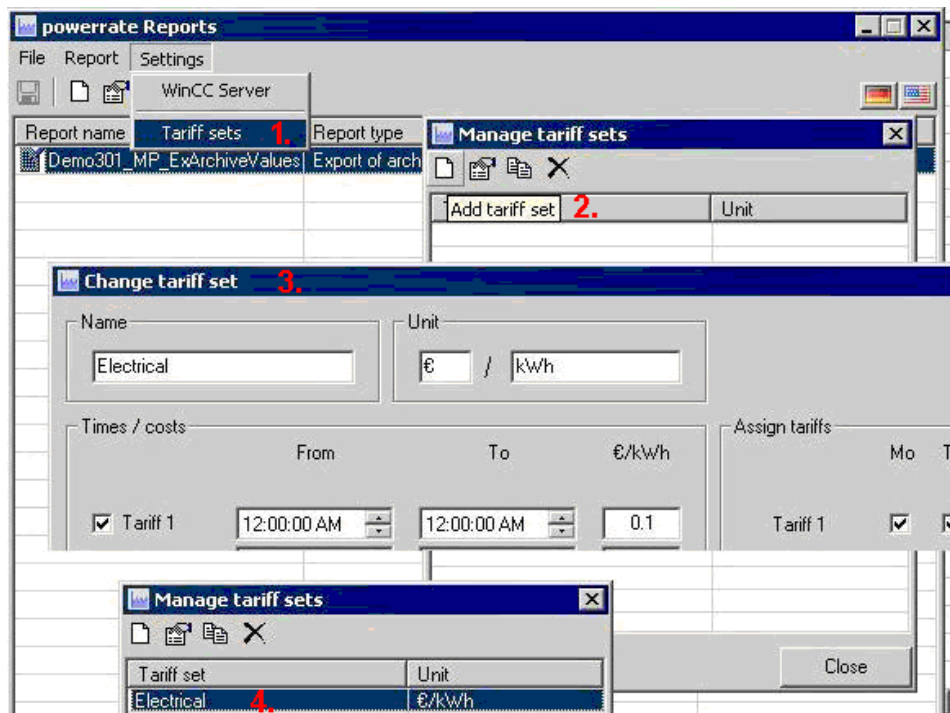 powerrate Reports
File Report Settings
WinCC Server
Tariff sets 1.
Report name Report type
Demo301_MP_ExArchiveValues Export of arch
Manage tariff sets
Add tariff set 2. Unit
Change tariff set 3.
Name Unit
Electrical € / kWh
Times / costs Assign tariffs
From To €/kWh Mo T
Tariff 1 12:00:00 AM 12:00:00 AM 0.1 Tariff 1
Manage tariff sets
Tariff set Unit
Electrical 4. €/kWh
Close